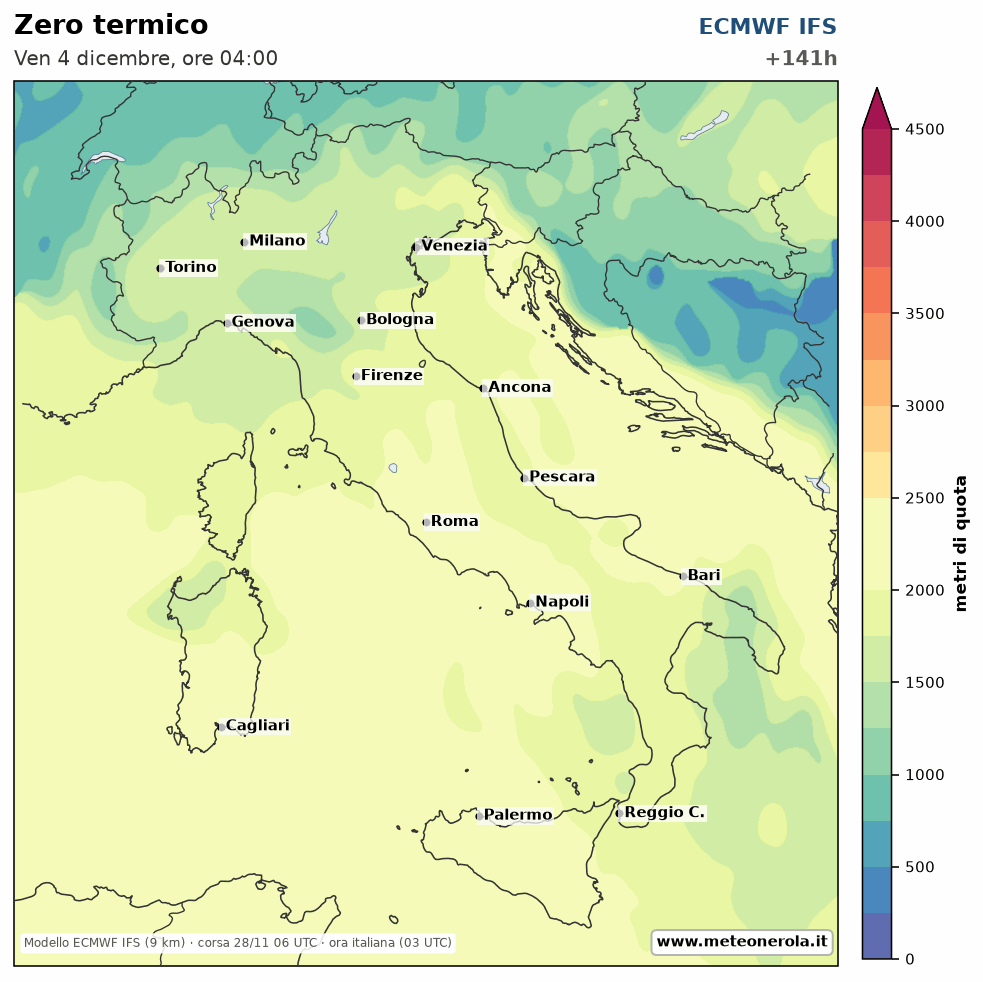 Zero termico
ECMWF IFS
Ven 4 dicembre, ore 04:00
+141h
4500
4000
3500
3000
2500
2000
1500
1000
500
0
metri di quota
Milano
Venezia
Torino
Genova
Bologna
Firenze
Ancona
Pescara
Roma
Bari
Napoli
Cagliari
Palermo
Reggio C.
Modello ECMWF IFS (9 km) · corsa 28/11 06 UTC · ora italiana (03 UTC)
www.meteonerola.it